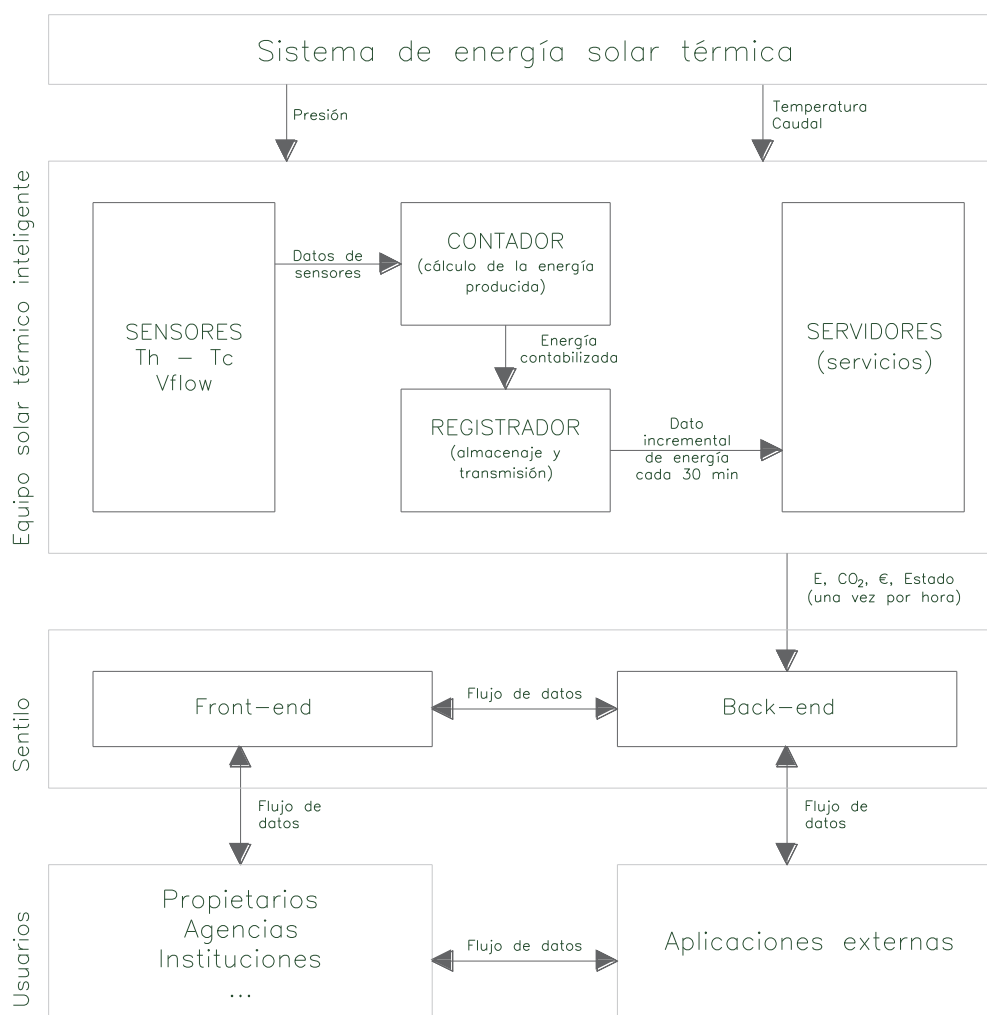 Sistema de energía solar térmica
Presión
Temperatura
Caudal
Equipo solar térmico inteligente
SENSORES
Th – Tc
Vflow
Datos de
sensores
CONTADOR
(cálculo de la energía
producida)
Energía
contabilizada
REGISTRADOR
(almacenaje y
transmisión)
Dato
incremental
de energía
cada 30 min
SERVIDORES
(servicios)
E, CO₂, €, Estado
(una vez por hora)
Sentilo
Front–end
Flujo de datos
Back–end
Flujo de
datos
Flujo de
datos
Usuarios
Propietarios
Agencias
Instituciones
...
Flujo de datos
Aplicaciones externas